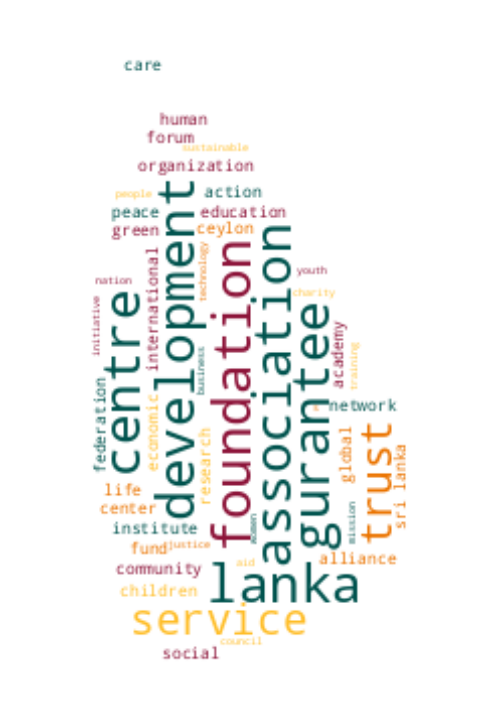 care
human
forum
sustainable
organization
people
development
action
peace
education
green
ceylon
association
foundation
technology
international
youth
nation
charity
centre
initiative
gurantee
academy
training
business
federation
economic
network
trust
global
research
sri lanka
life
center
mission
women
institute
fund
justice
alliance
aid
community
lanka
children
service
council
social